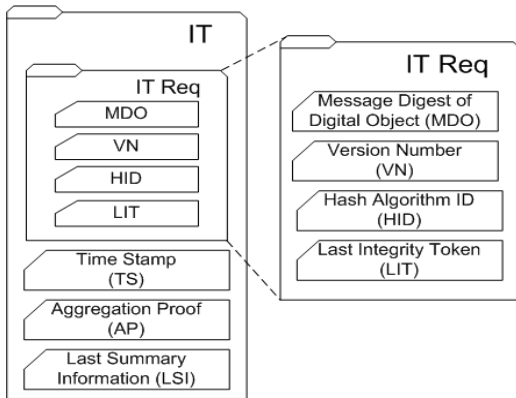 IT
IT Req
MDO
VN
HID
LIT
Time Stamp
(TS)
Aggregation Proof
(AP)
Last Summary
Information (LSI)
IT Req
Message Digest of
Digital Object (MDO)
Version Number
(VN)
Hash Algorithm ID
(HID)
Last Integrity Token
(LIT)